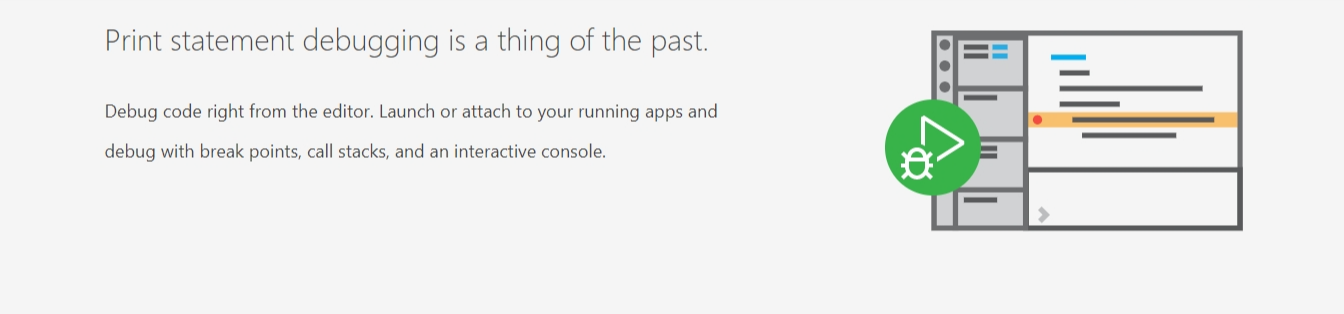 Print statement debugging is a thing of the past.
Debug code right from the editor. Launch or attach to your running apps and
debug with break points, call stacks, and an interactive console.